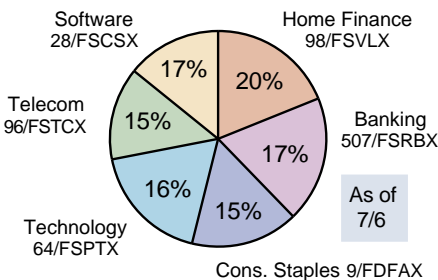 Software
28/FSCSX
Home Finance
98/FSVLX
17%
20%
Telecom
96/FSTCX
15%
Banking
507/FSRBX
17%
16%
15%
As of
7/6
Technology
64/FSPTX
Cons. Staples 9/FDFAX